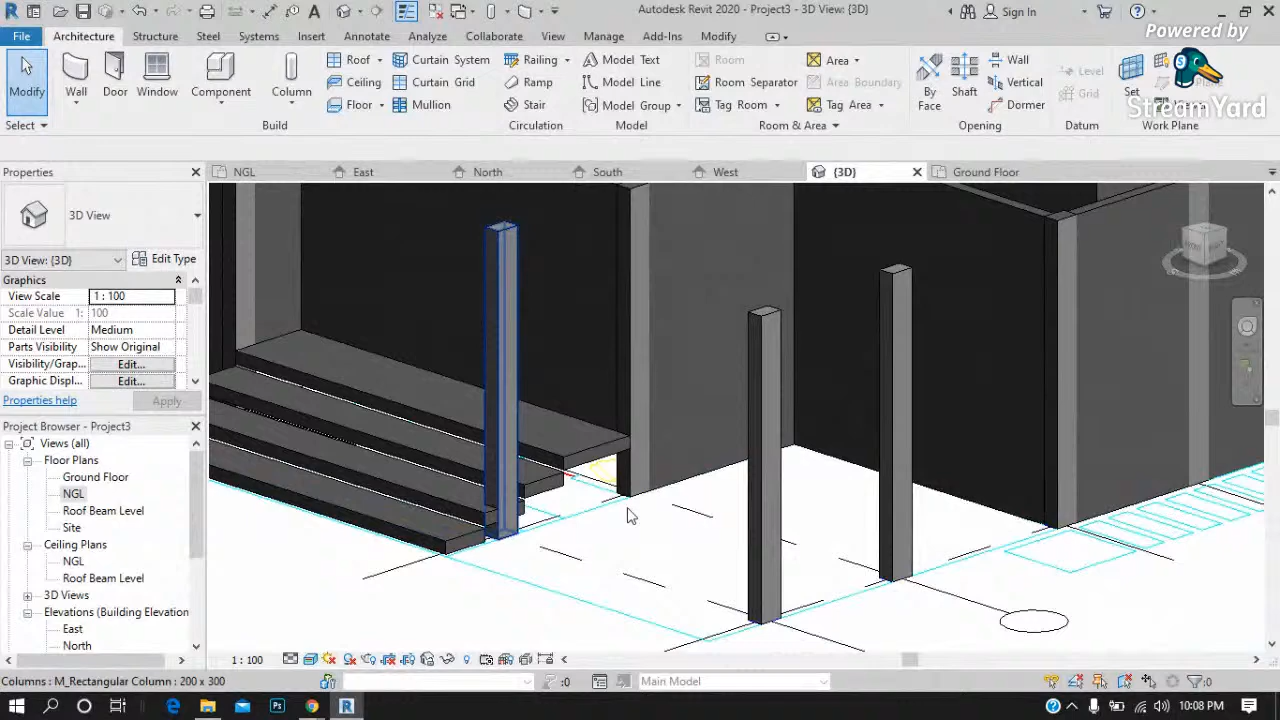 Autodesk Revit 2020 - Project3 - 3D View: {3D}
Sign In
Powered by
StreamYard
File Architecture Structure Steel Systems Insert Annotate Analyze Collaborate View Manage Add-Ins Modify
Modify Wall Door Window Component Column
Roof Curtain System Railing Model Text Room Area Wall Level
Ceiling Curtain Grid Ramp Model Line Room Separator Area Boundary Vertical Grid
Floor Mullion Stair Model Group Tag Room Tag Area By Face Shaft Dormer Set
Select Build Circulation Model Room & Area Opening Datum Work Plane
Properties
NGL East North South West {3D} Ground Floor
3D View
3D View: {3D} Edit Type
Graphics
View Scale 1 : 100
Scale Value 1: 100
Detail Level Medium
Parts Visibility Show Original
Visibility/Grap... Edit...
Graphic Displ... Edit...
Properties help Apply
Project Browser - Project3
Views (all)
Floor Plans
Ground Floor
NGL
Roof Beam Level
Site
Ceiling Plans
NGL
Roof Beam Level
3D Views
Elevations (Building Elevation
East
North
1 : 100
Columns : M_Rectangular Column : 200 x 300
:0
Main Model
:0
10:08 PM